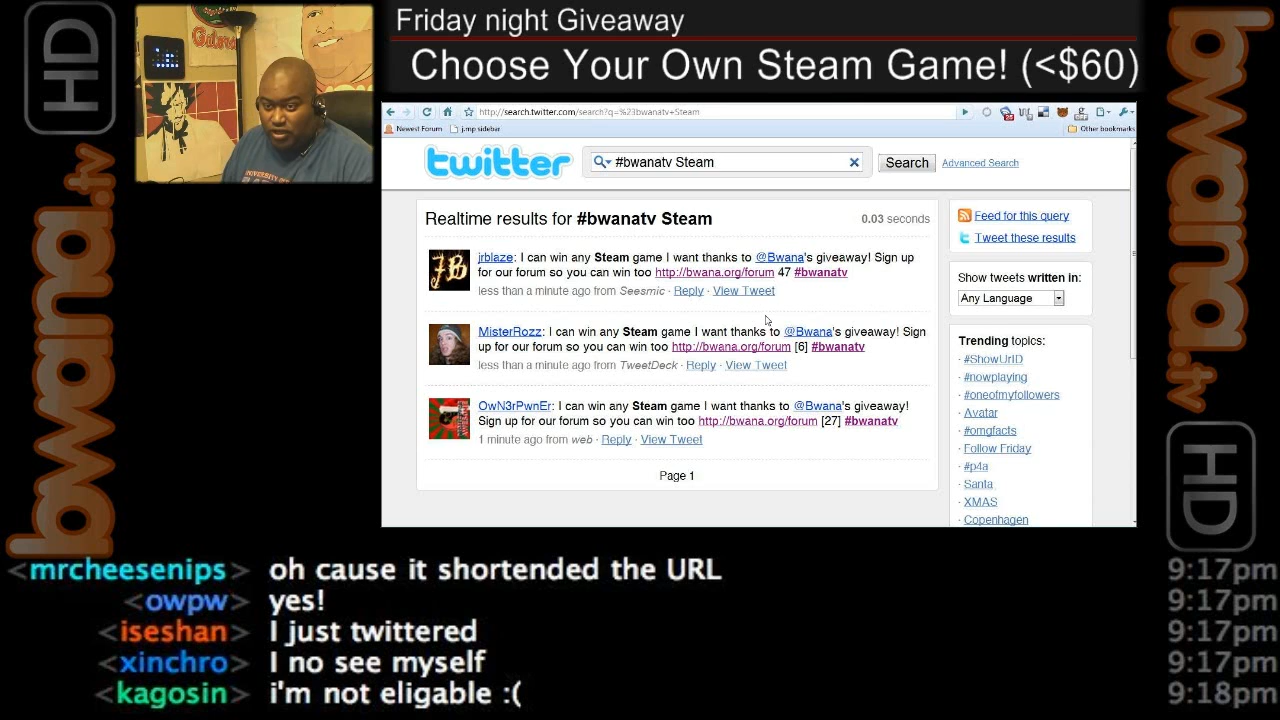 HD
bwana.tv
Gators
Friday night Giveaway
Choose Your Own Steam Game! (<$60)
http://search.twitter.com/search?q=%23bwanatv+Steam
Newest Forum
j.mp sidebar
Other bookmarks
twitter
#bwanatv Steam
Search
Advanced Search
Realtime results for #bwanatv Steam
0.03 seconds
jrblaze: I can win any Steam game I want thanks to @Bwana's giveaway! Sign up
for our forum so you can win too http://bwana.org/forum 47 #bwanatv
less than a minute ago from Seesmic · Reply · View Tweet
MisterRozz: I can win any Steam game I want thanks to @Bwana's giveaway! Sign
up for our forum so you can win too http://bwana.org/forum [6] #bwanatv
less than a minute ago from TweetDeck · Reply · View Tweet
OwN3rPwnEr: I can win any Steam game I want thanks to @Bwana's giveaway!
Sign up for our forum so you can win too http://bwana.org/forum [27] #bwanatv
1 minute ago from web · Reply · View Tweet
Page 1
Feed for this query
Tweet these results
Show tweets written in:
Any Language
Trending topics:
· #ShowUrID
· #nowplaying
· #oneofmyfollowers
· Avatar
· #omgfacts
· Follow Friday
· #p4a
· Santa
· XMAS
· Copenhagen
bwana.tv
HD
<mrcheesenips> oh cause it shortended the URL 9:17pm
<owpw> yes! 9:17pm
<iseshan> I just twittered 9:17pm
<xinchro> I no see myself 9:17pm
<kagosin> i'm not eligable :( 9:18pm